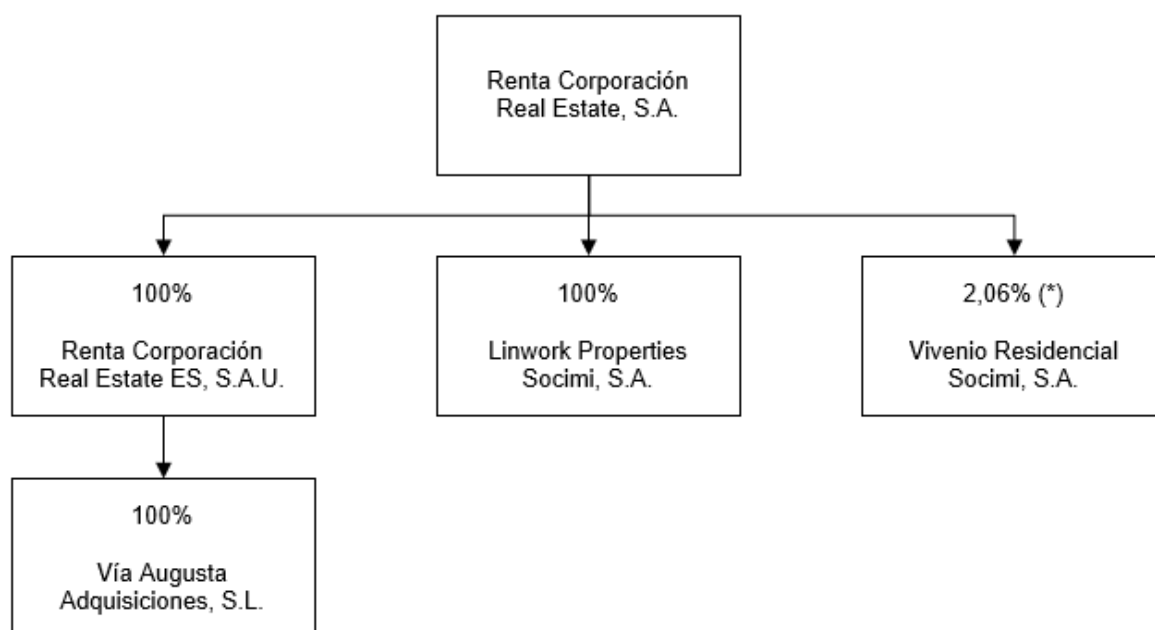 Renta Corporación
Real Estate, S.A.
100%
Renta Corporación
Real Estate ES, S.A.U.
100%
Linwork Properties
Socimi, S.A.
2,06% (*)
Vivenio Residencial
Socimi, S.A.
100%
Vía Augusta
Adquisiciones, S.L.